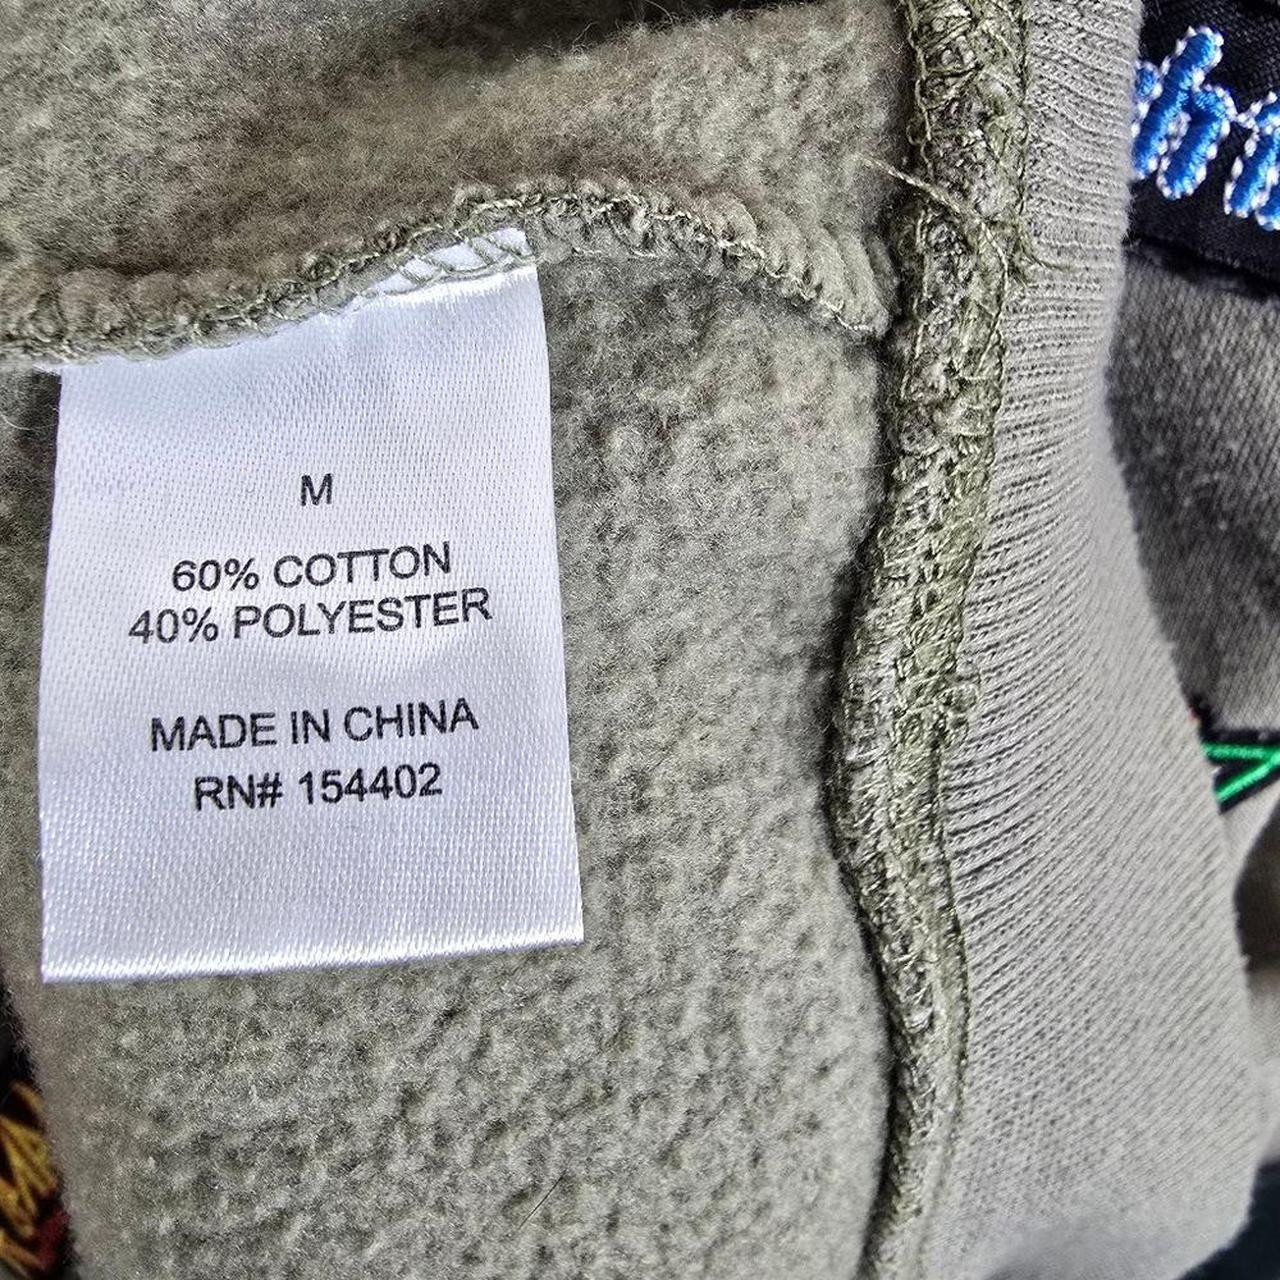 M
60% COTTON
40% POLYESTER
MADE IN CHINA
RN# 154402